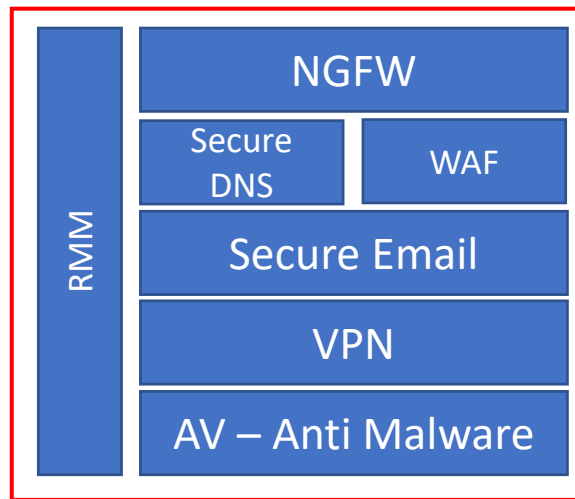 RMM
NGFW
Secure
DNS
WAF
Secure Email
VPN
AV – Anti Malware